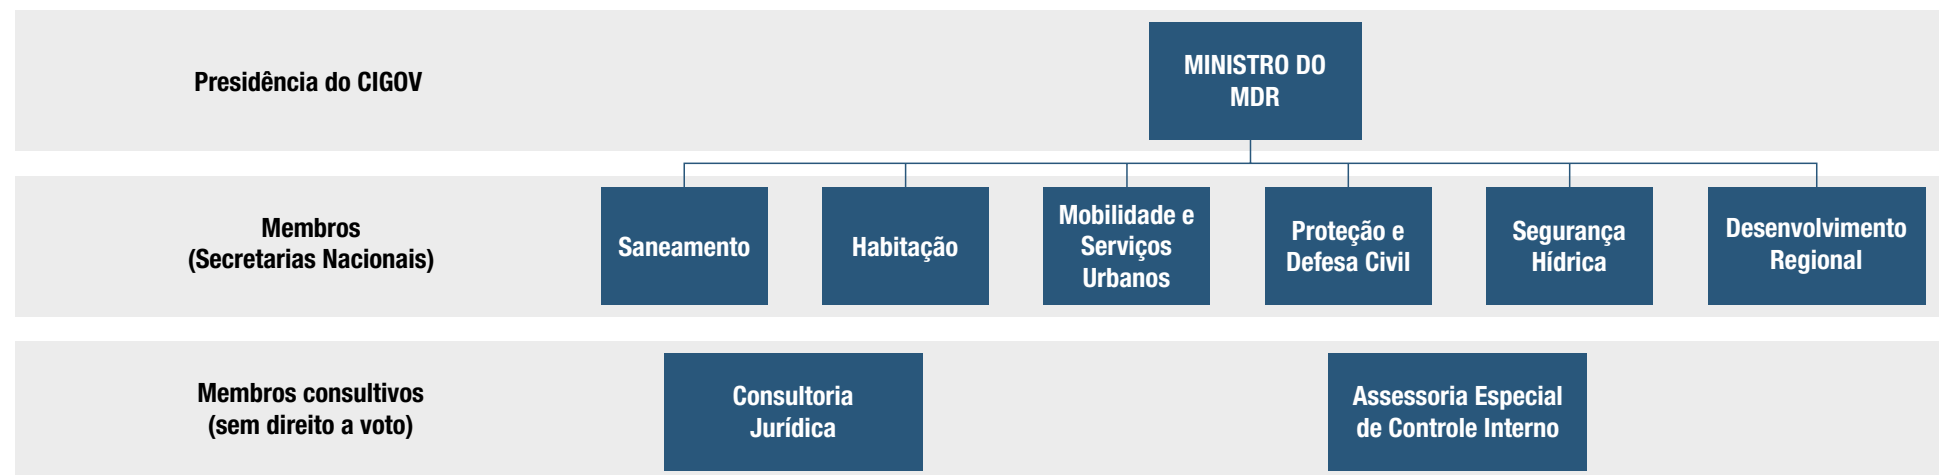 Presidência do CIGOV
MINISTRO DO
MDR
Membros
(Secretarias Nacionais)
Saneamento
Habitação
Mobilidade e
Serviços
Urbanos
Proteção e
Defesa Civil
Segurança
Hídrica
Desenvolvimento
Regional
Membros consultivos
(sem direito a voto)
Consultoria
Jurídica
Assessoria Especial
de Controle Interno